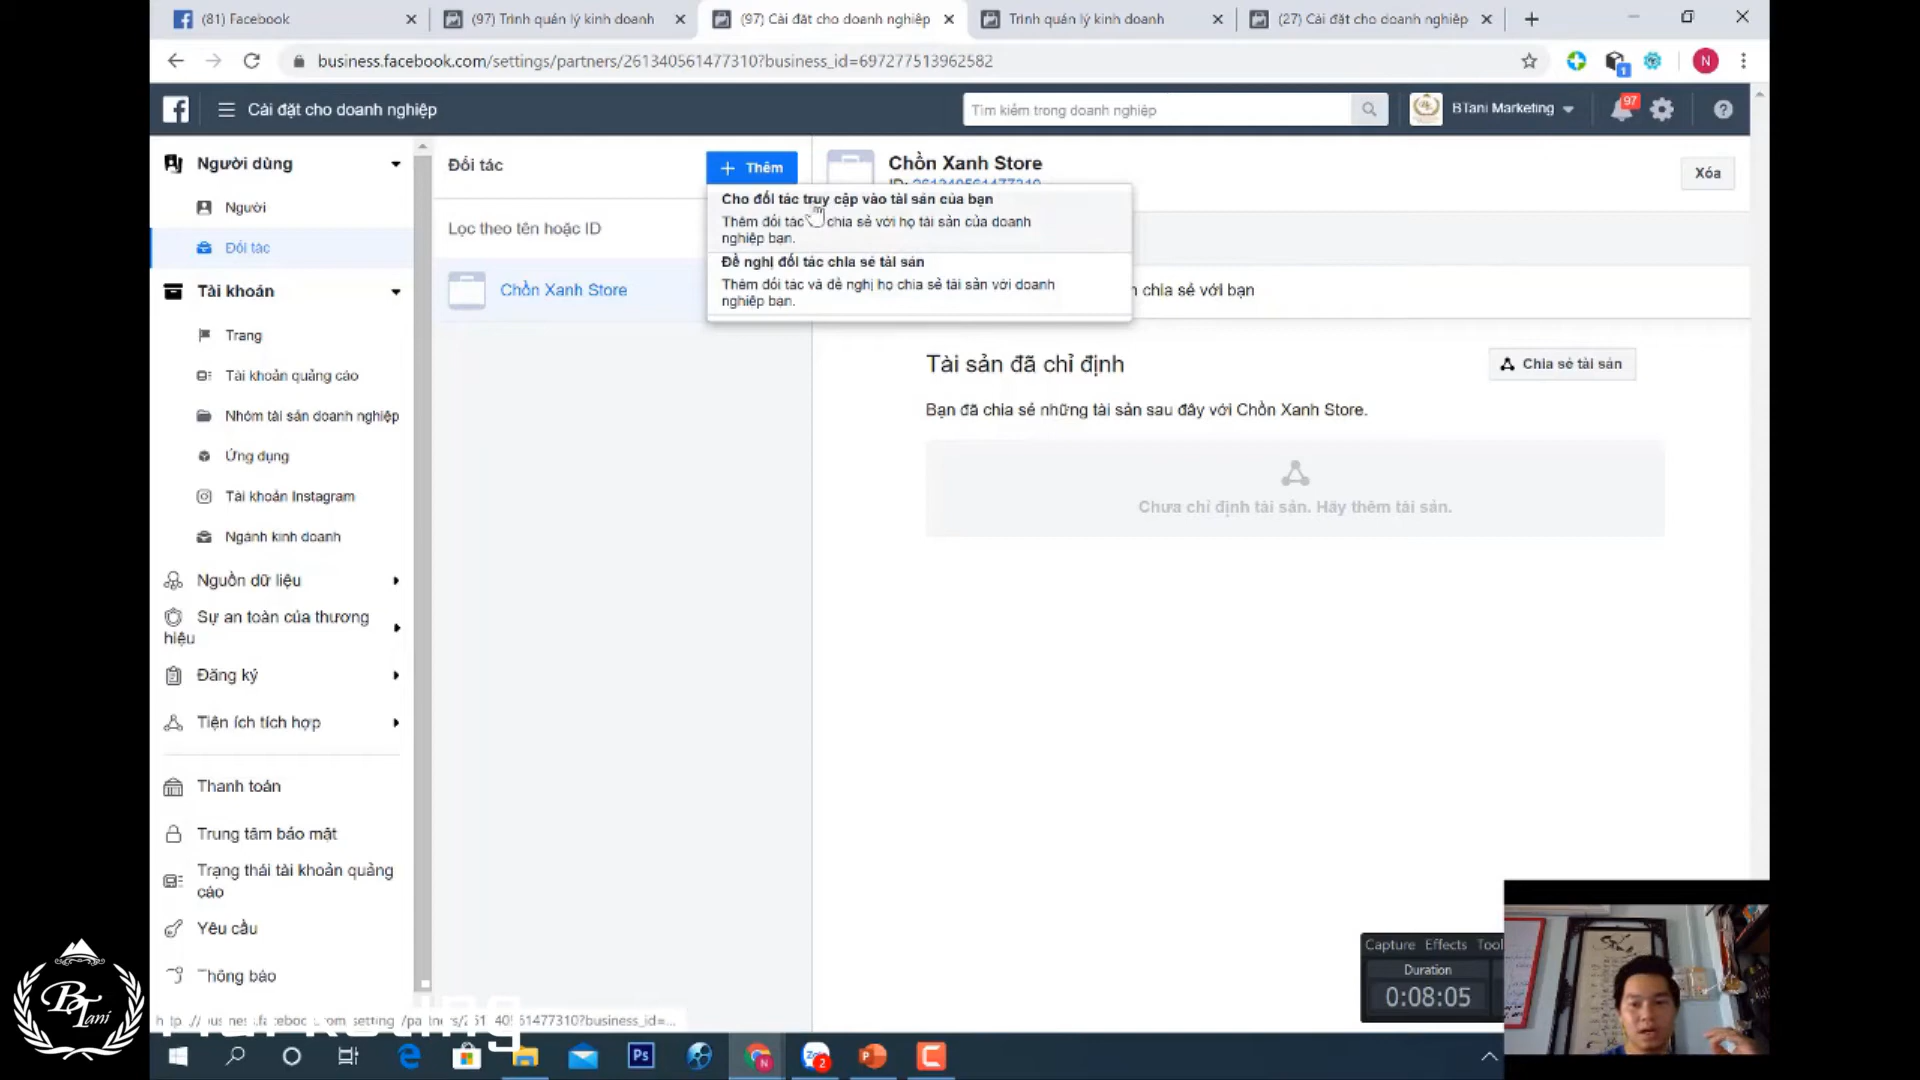 (81) Facebook
(97) Trình quản lý kinh doanh
(97) Cài đặt cho doanh nghiệp
Trình quản lý kinh doanh
(27) Cài đặt cho doanh nghiệp
business.facebook.com/settings/partners/261340561477310?business_id=697277513962582
1
N
Cài đặt cho doanh nghiệp
Tìm kiếm trong doanh nghiệp
BTani Marketing
97
Người dùng
Người
Đối tác
Tài khoản
Trang
Tài khoản quảng cáo
Nhóm tài sản doanh nghiệp
Ứng dụng
Tài khoản Instagram
Ngành kinh doanh
Nguồn dữ liệu
Sự an toàn của thương
hiệu
Đăng ký
Tiện ích tích hợp
Thanh toán
Trung tâm bảo mật
Trạng thái tài khoản quảng
cáo
Yêu cầu
Thông báo
Đối tác
Thêm
Lọc theo tên hoặc ID
Chồn Xanh Store
Cho đối tác truy cập vào tài sản của bạn
Thêm đối tác chia sẻ với họ tài sản của doanh
nghiệp bạn.
Đề nghị đối tác chia sẻ tài sản
Thêm đối tác và đề nghị họ chia sẻ tài sản với doanh
nghiệp bạn.
Chồn Xanh Store
ID: 261340561477310
Xóa
chia sẻ với bạn
Tài sản đã chỉ định
Chia sẻ tài sản
Bạn đã chia sẻ những tài sản sau đây với Chồn Xanh Store.
Chưa chỉ định tài sản. Hãy thêm tài sản.
Capture Effects Tool
Duration
0:08:05
BTani
Ps
N
2